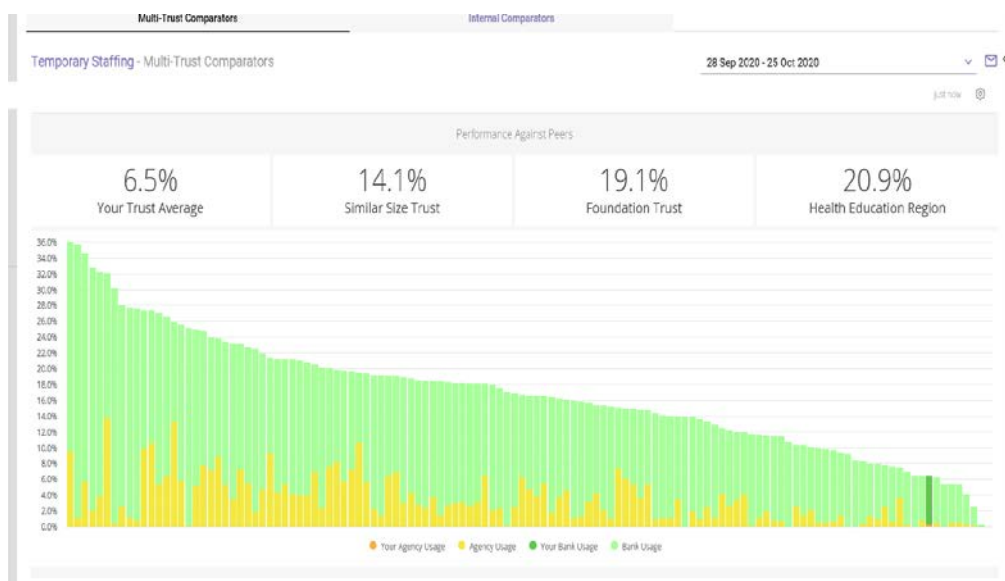 Multi-Trust Comparators
Internal Comparators
Temporary Staffing - Multi-Trust Comparators
28 Sep 2020 - 25 Oct 2020
just now
Performance Against Peers
6.5%
Your Trust Average
14.1%
Similar Size Trust
19.1%
Foundation Trust
20.9%
Health Education Region
36.0%
34.0%
32.0%
30.0%
28.0%
26.0%
24.0%
22.0%
20.0%
18.0%
16.0%
14.0%
12.0%
10.0%
8.0%
6.0%
4.0%
2.0%
0.0%
Your Agency Usage
Agency Usage
Your Bank Usage
Bank Usage